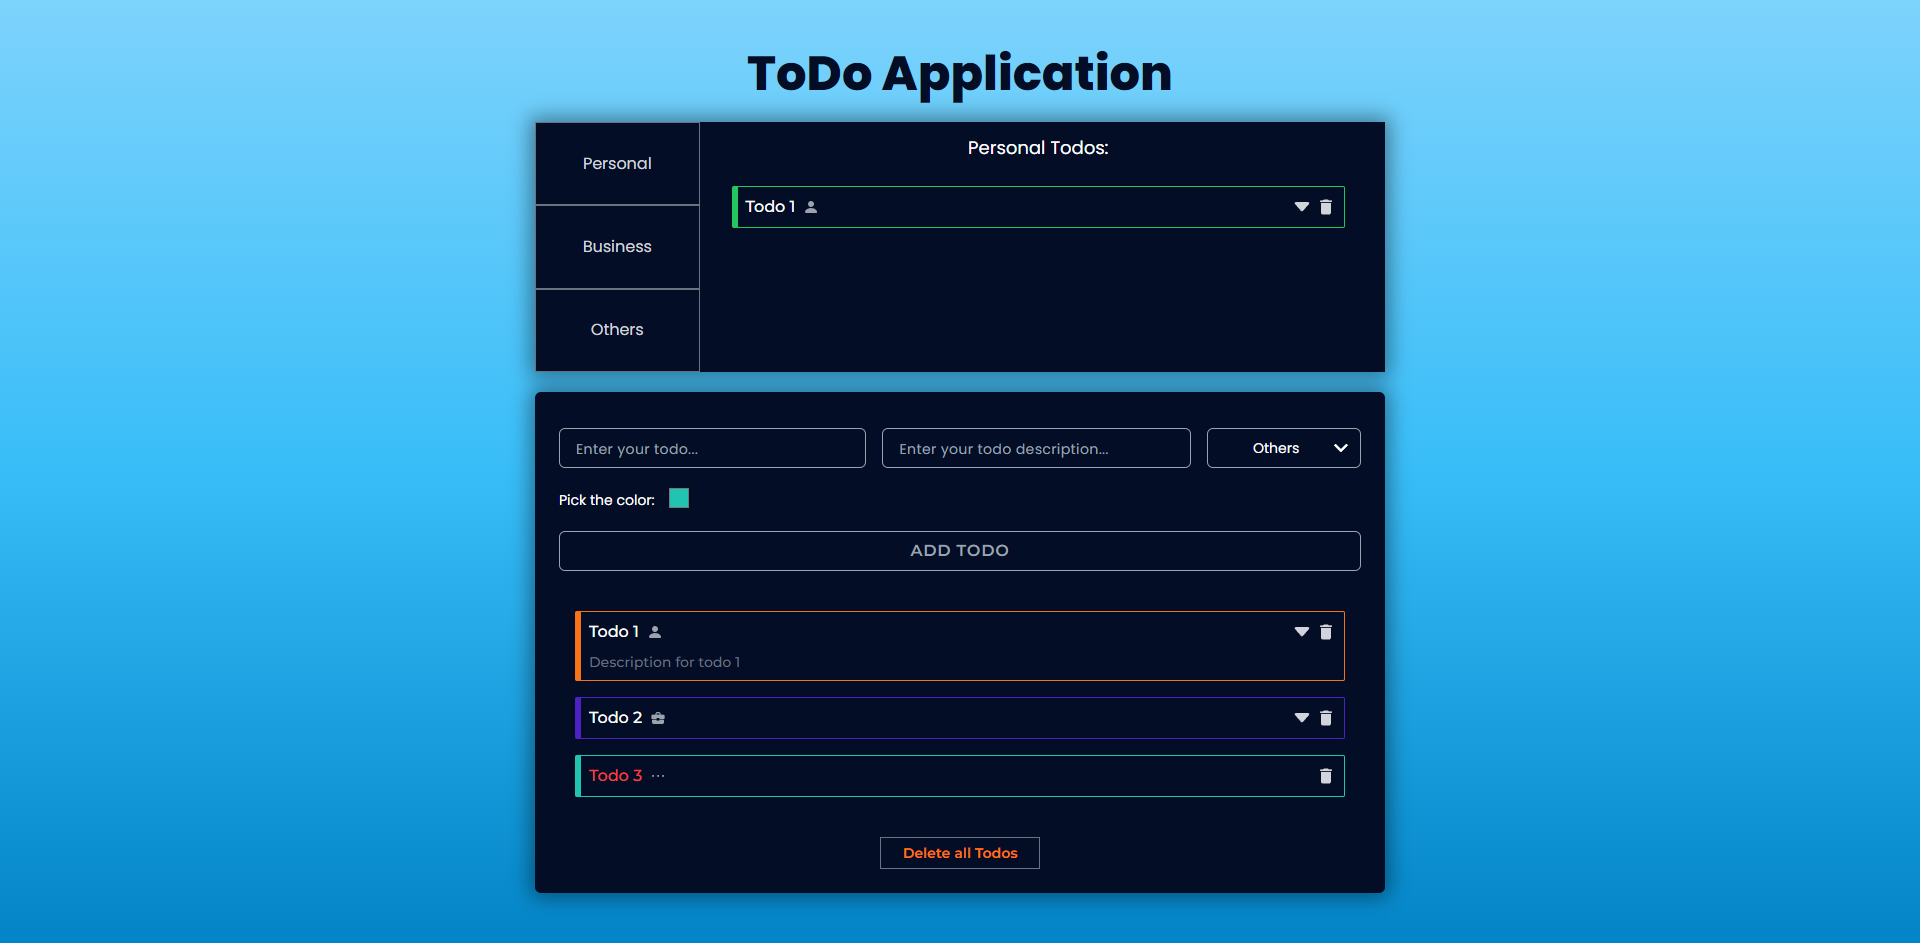 ToDo Application
Personal
Business
Others
Personal Todos:
Todo 1
Enter your todo...
Enter your todo description...
Others
Pick the color:
ADD TODO
Todo 1
Description for todo 1
Todo 2
Todo 3
Delete all Todos